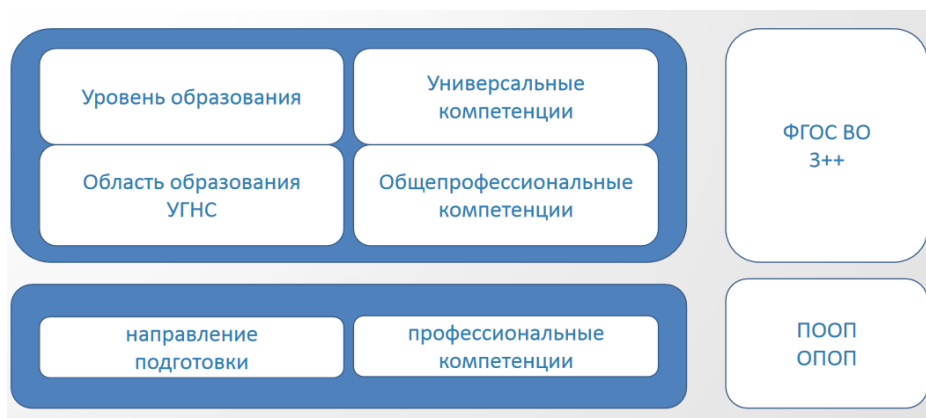 Уровень образования
Универсальные
компетенции
ФГОС ВО
3++
Область образования
УГНС
Общепрофессиональные
компетенции
направление
подготовки
профессиональные
компетенции
ПООП
ОПОП